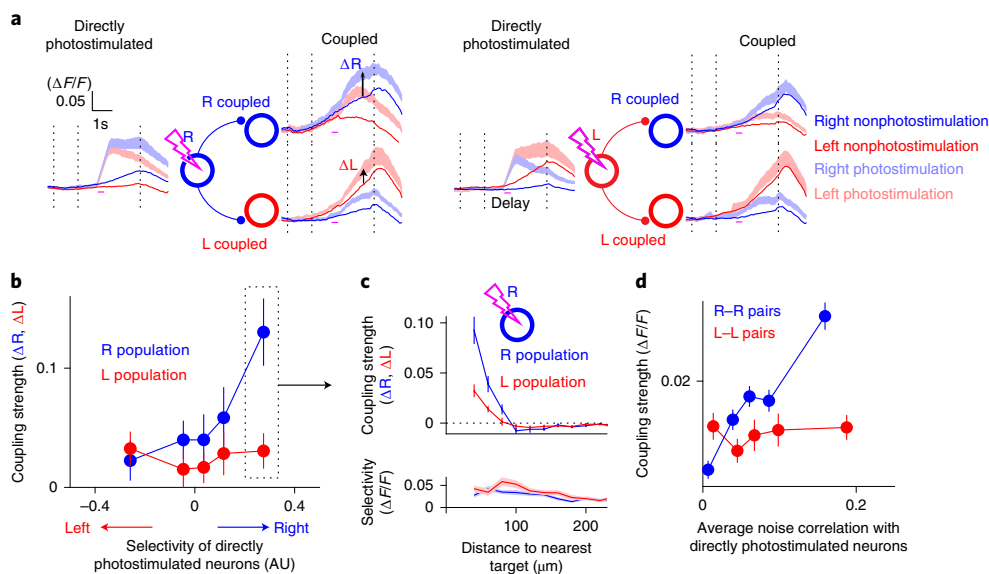 a
Directly
photostimulated
(ΔF/F)
0.05
1s
R
R coupled
L coupled
Coupled
ΔR
ΔL
Directly
photostimulated
Delay
L
R coupled
L coupled
Coupled
Right nonphotostimulation
Left nonphotostimulation
Right photostimulation
Left photostimulation
b
Coupling strength (ΔR, ΔL)
0.1
0
R population
L population
−0.4
0
0.4
Left
Right
Selectivity of directly
photostimulated neurons (AU)
c
R
Coupling strength
(ΔR, ΔL)
0.10
0.05
0
R population
L population
Selectivity
(ΔF/F)
0.05
0
0
100
200
Distance to nearest
target (μm)
d
Coupling strength (ΔF/F)
R–R pairs
L–L pairs
0.02
0
0.2
Average noise correlation with
directly photostimulated neurons